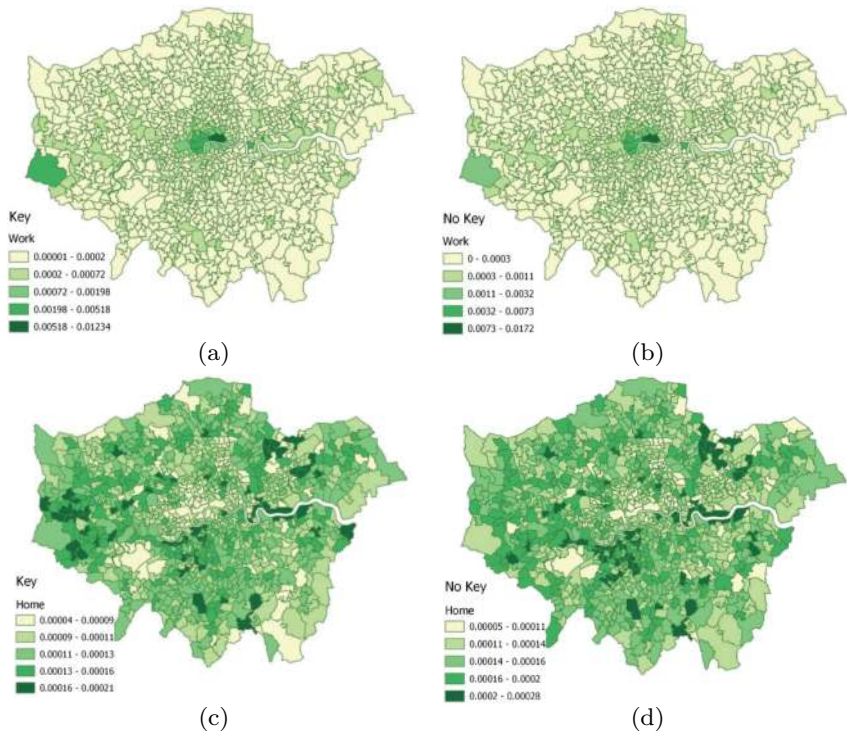 Key
Work
0.00001 - 0.0002
0.0002 - 0.00072
0.00072 - 0.00198
0.00198 - 0.00518
0.00518 - 0.01234
(a)
No Key
Work
0 - 0.0003
0.0003 - 0.0011
0.0011 - 0.0032
0.0032 - 0.0073
0.0073 - 0.0172
(b)
Key
Home
0.00004 - 0.00009
0.00009 - 0.00011
0.00011 - 0.00013
0.00013 - 0.00016
0.00016 - 0.00021
(c)
No Key
Home
0.00005 - 0.00011
0.00011 - 0.00014
0.00014 - 0.00016
0.00016 - 0.0002
0.0002 - 0.00028
(d)